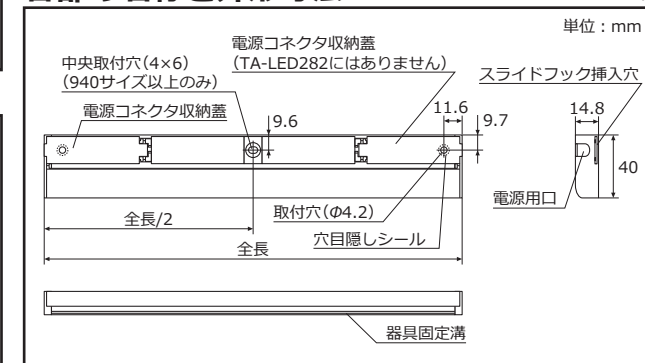 単位：mm
電源コネクタ収納蓋
(TA-LED282にはありません)
中央取付穴(4×6)
(940サイズ以上のみ)
スライドフック挿入穴
電源コネクタ収納蓋
9.6
11.6
9.7
14.8
40
電源用口
取付穴(Φ4.2)
全長/2
穴目隠しシール
全長
器具固定溝